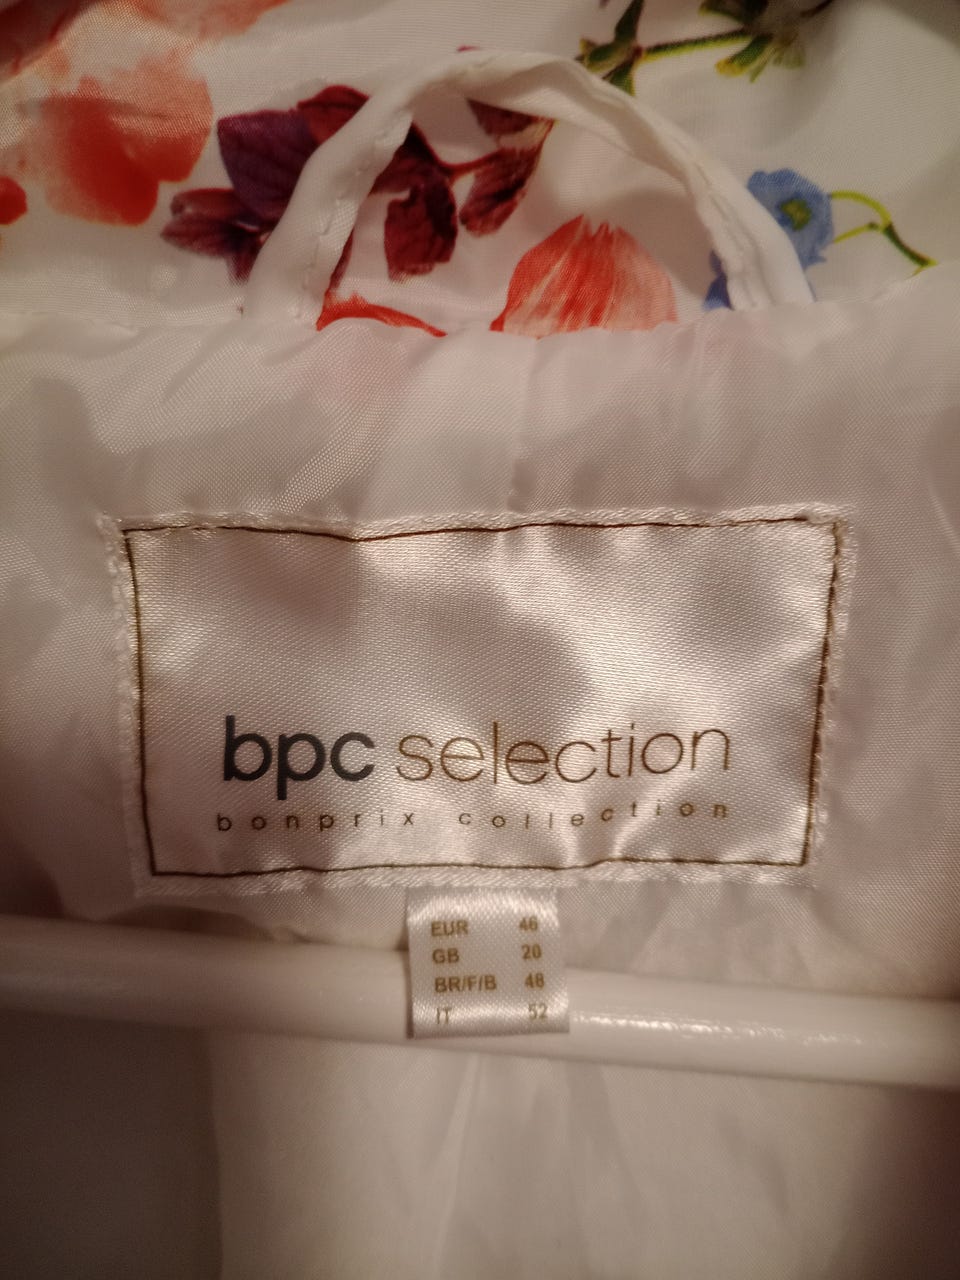 bpc selection
bonprix collection
EUR 46
GB 20
BR/F/B 48
IT 52